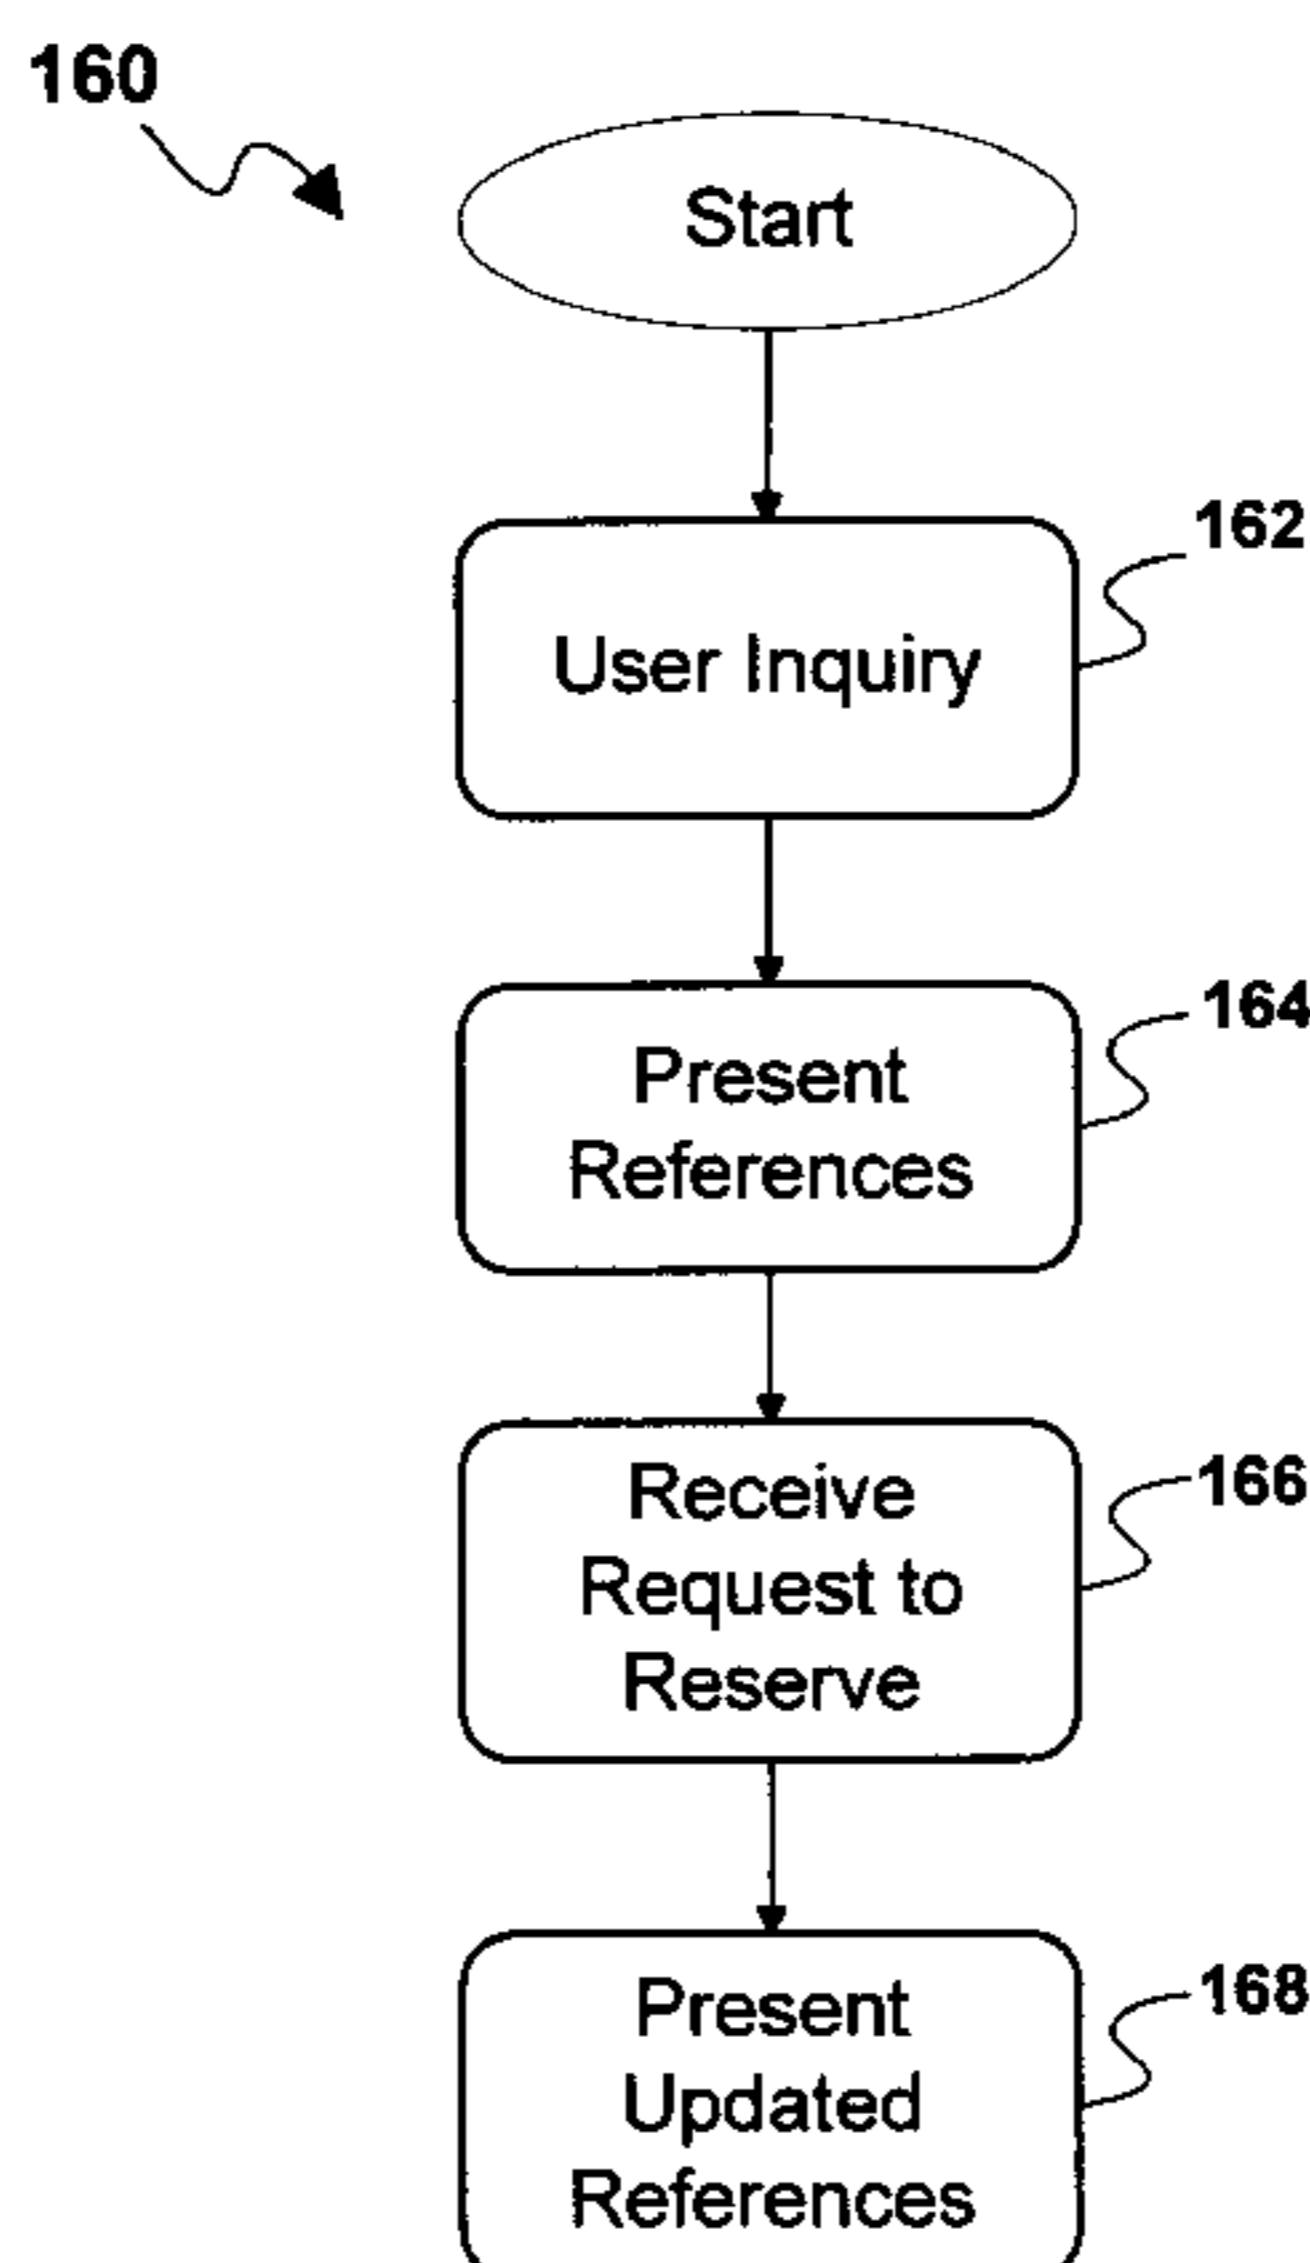 160
Start
162
User Inquiry
164
Present
References
166
Receive
Request to
Reserve
168
Present
Updated
References